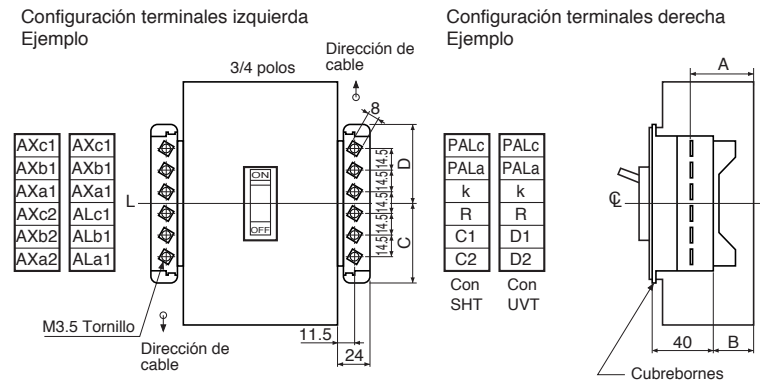 Configuración terminales izquierda
Ejemplo
Configuración terminales derecha
Ejemplo
Dirección de
cable
3/4 polos
8
A
AXc1 AXc1
AXb1 AXb1
AXa1 AXa1
AXc2 ALc1
AXb2 ALb1
AXa2 ALa1
L
ON
OFF
14.5
14.5
14.5
14.5
14.5
D
C
PALc PALc
PALa PALa
k k
R R
C1 D1
C2 D2
Con Con
SHT UVT
℄
M3.5 Tornillo
Dirección de
cable
11.5
24
40
B
Cubrebornes